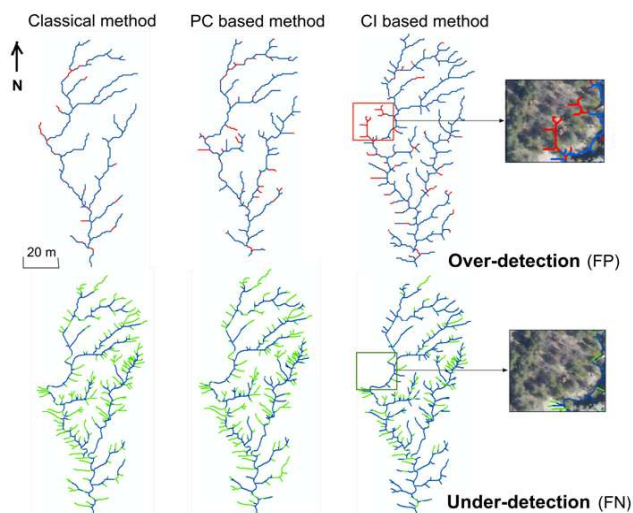 Classical method PC based method CI based method
N
20 m
Over-detection (FP)
Under-detection (FN)